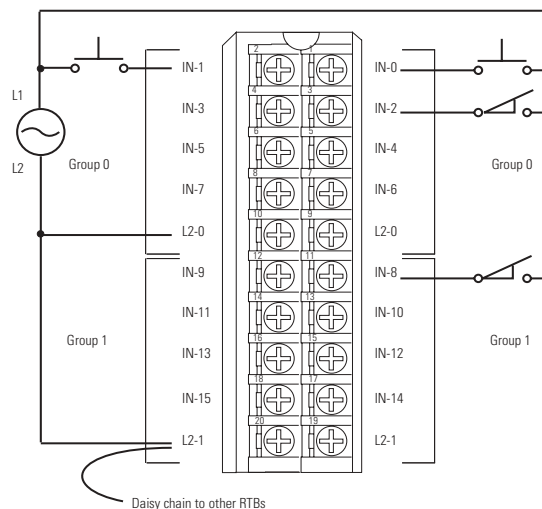 2 1
IN-1 IN-0
L1
4 3
IN-3 IN-2
6 5
IN-5 IN-4
L2 Group 0 Group 0
8 7
IN-7 IN-6
10 9
L2-0 L2-0
12 11
IN-9 IN-8
14 13
IN-11 IN-10
Group 1 Group 1
16 15
IN-13 IN-12
18 17
IN-15 IN-14
20 19
L2-1 L2-1
Daisy chain to other RTBs